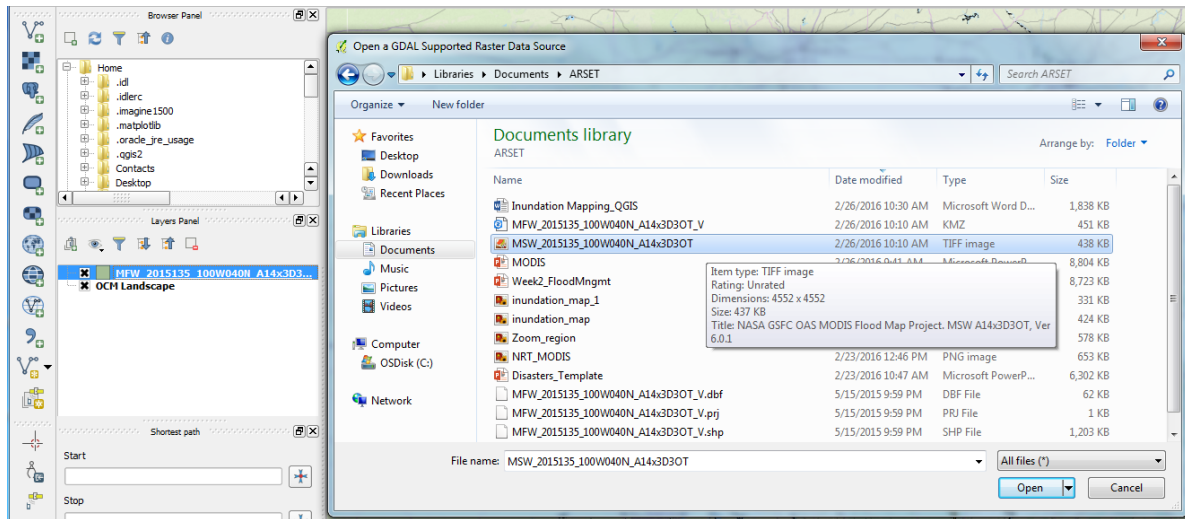 Browser Panel
Home
.idl
.idlerc
.imagine1500
.matplotlib
.oracle_jre_usage
.qgis2
Contacts
Desktop
Layers Panel
MFW_2015135_100W040N_A14x3D3...
OCM Landscape
Shortest path
Start
Stop
Open a GDAL Supported Raster Data Source
Libraries Documents ARSET
Search ARSET
Organize New folder
Favorites
Desktop
Downloads
Recent Places
Libraries
Documents
Music
Pictures
Videos
Computer
OSDisk (C:)
Network
Documents library
ARSET
Arrange by: Folder
Name Date modified Type Size
Inundation Mapping_QGIS 2/26/2016 10:30 AM Microsoft Word D... 1,838 KB
MFW_2015135_100W040N_A14x3D3OT_V 2/26/2016 10:10 AM KMZ 451 KB
MSW_2015135_100W040N_A14x3D3OT 2/26/2016 10:10 AM TIFF image 438 KB
MODIS 2/26/2016 9:41 AM Microsoft PowerP... 8,804 KB
Week2_FloodMngmt 8,723 KB
inundation_map_1 331 KB
inundation_map 424 KB
Zoom_region 578 KB
NRT_MODIS 2/23/2016 12:46 PM PNG image 653 KB
Disasters_Template 2/23/2016 10:47 AM Microsoft PowerP... 6,302 KB
MFW_2015135_100W040N_A14x3D3OT_V.dbf 5/15/2015 9:59 PM DBF File 62 KB
MFW_2015135_100W040N_A14x3D3OT_V.prj 5/15/2015 9:59 PM PRJ File 1 KB
MFW_2015135_100W040N_A14x3D3OT_V.shp 5/15/2015 9:59 PM SHP File 1,203 KB
Item type: TIFF image
Rating: Unrated
Dimensions: 4552 x 4552
Size: 437 KB
Title: NASA GSFC OAS MODIS Flood Map Project. MSW A14x3D3OT, Ver
6.0.1
File name: MSW_2015135_100W040N_A14x3D3OT
All files (*)
Open Cancel